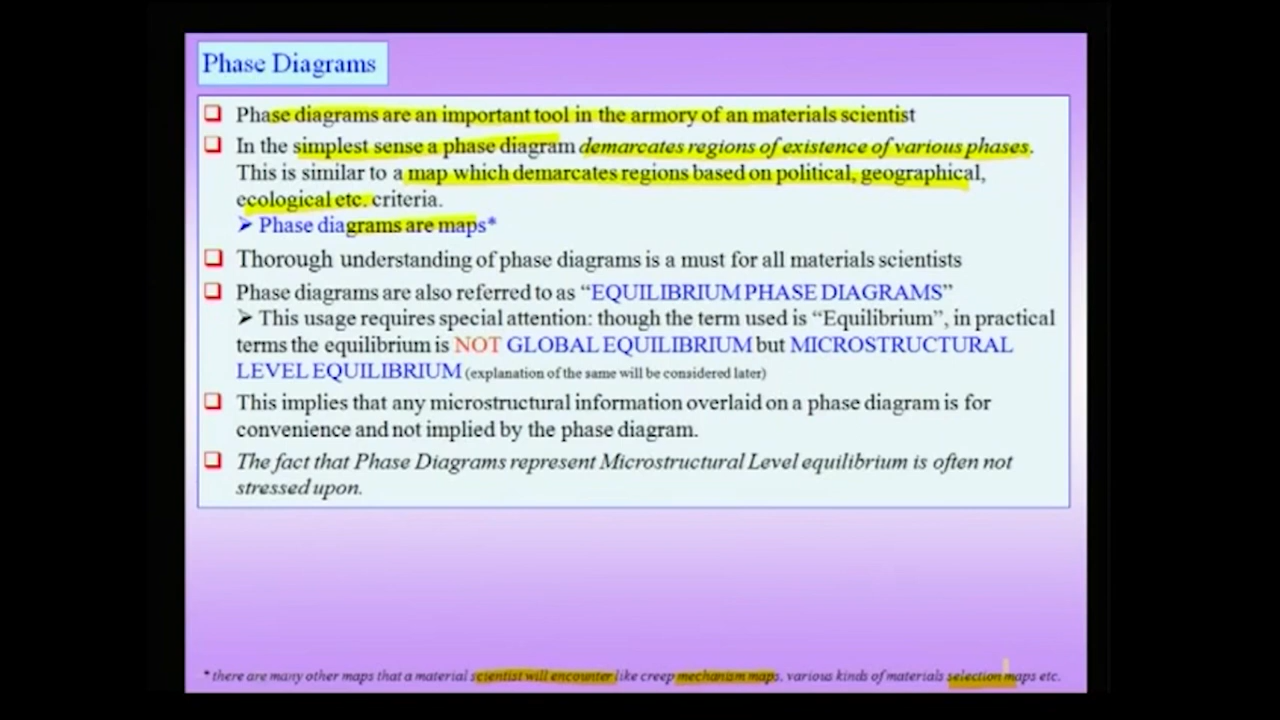 Phase Diagrams
❑ Phase diagrams are an important tool in the armory of an materials scientist
❑ In the simplest sense a phase diagram demarcates regions of existence of various phases.
This is similar to a map which demarcates regions based on political, geographical,
ecological etc. criteria.
➢ Phase diagrams are maps*
❑ Thorough understanding of phase diagrams is a must for all materials scientists
❑ Phase diagrams are also referred to as “EQUILIBRIUM PHASE DIAGRAMS”
➢ This usage requires special attention: though the term used is “Equilibrium”, in practical
terms the equilibrium is NOT GLOBAL EQUILIBRIUM but MICROSTRUCTURAL
LEVEL EQUILIBRIUM (explanation of the same will be considered later)
❑ This implies that any microstructural information overlaid on a phase diagram is for
convenience and not implied by the phase diagram.
❑ The fact that Phase Diagrams represent Microstructural Level equilibrium is often not
stressed upon.
* there are many other maps that a material scientist will encounter like creep mechanism maps, various kinds of materials selection maps etc.